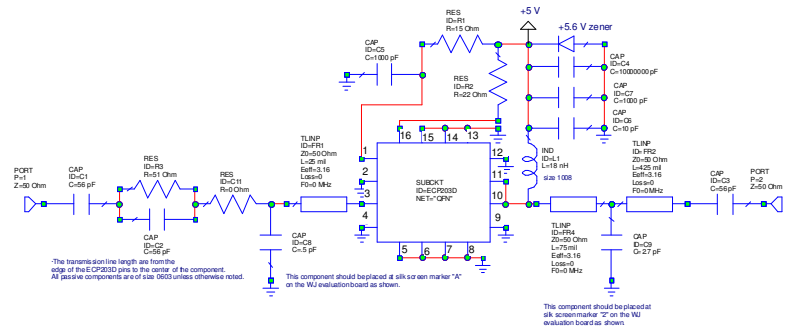 +5 V
+5.6 V zener
RES
ID=R1
R=15 Ohm
CAP
ID=C5
C=1000 pF
RES
ID=R2
R=22 Ohm
CAP
ID=C4
C=10000000 pF
CAP
ID=C7
C=1000 pF
CAP
ID=C6
C=10 pF
IND
ID=L1
L=18 nH
size 1008
PORT
P=1
Z=50 Ohm
CAP
ID=C1
C=56 pF
RES
ID=R3
R=51 Ohm
CAP
ID=C2
C=56 pF
RES
ID=C11
R=0 Ohm
CAP
ID=C8
C=.5 pF
TLINP
ID=FR1
Z0=50 Ohm
L=25 mil
Eeff=3.16
Loss=0
F0=0 MHz
16 15 14 13
1
2
3
4
12
11
10
9
5 6 7 8
SUBCKT
ID=ECP203D
NET="QFN"
TLINP
ID=FR4
Z0=50 Ohm
L=75 mil
Eeff=3.16
Loss=0
F0=0 MHz
TLINP
ID=FR2
Z0=50 Ohm
L=425 mil
Eeff=3.16
Loss=0
F0=0 MHz
CAP
ID=C9
C=2.7 pF
CAP
ID=C3
C=56 pF
PORT
P=2
Z=50 Ohm
·The transmission line length are from the
edge of the ECP203D pins to the center of the component.
All passive components are of size 0603 unless otherwise noted.
This component should be placed at silk screen marker "A"
on the WJ evaluation board as shown.
This component should be placed at
silk screen marker "2" on the WJ
evaluation board as shown.